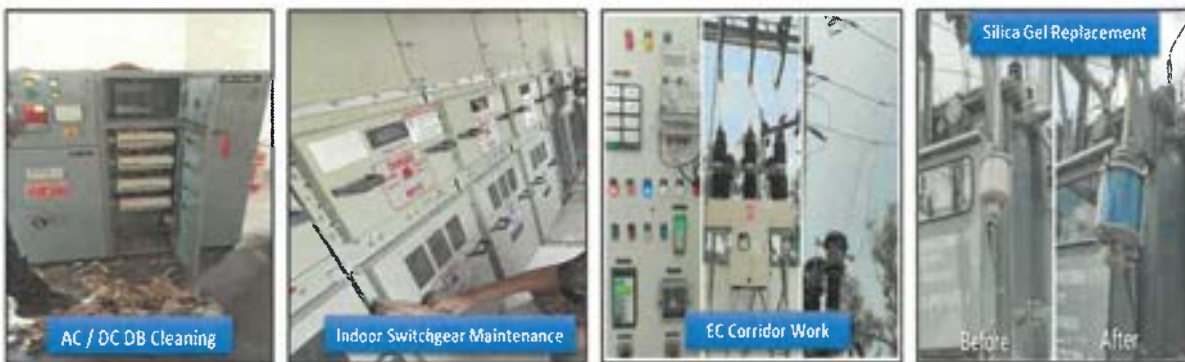 AC / DC DB Cleaning
Indoor Switchgear Maintenance
EC Corridor Work
Silica Gel Replacement
Before
After